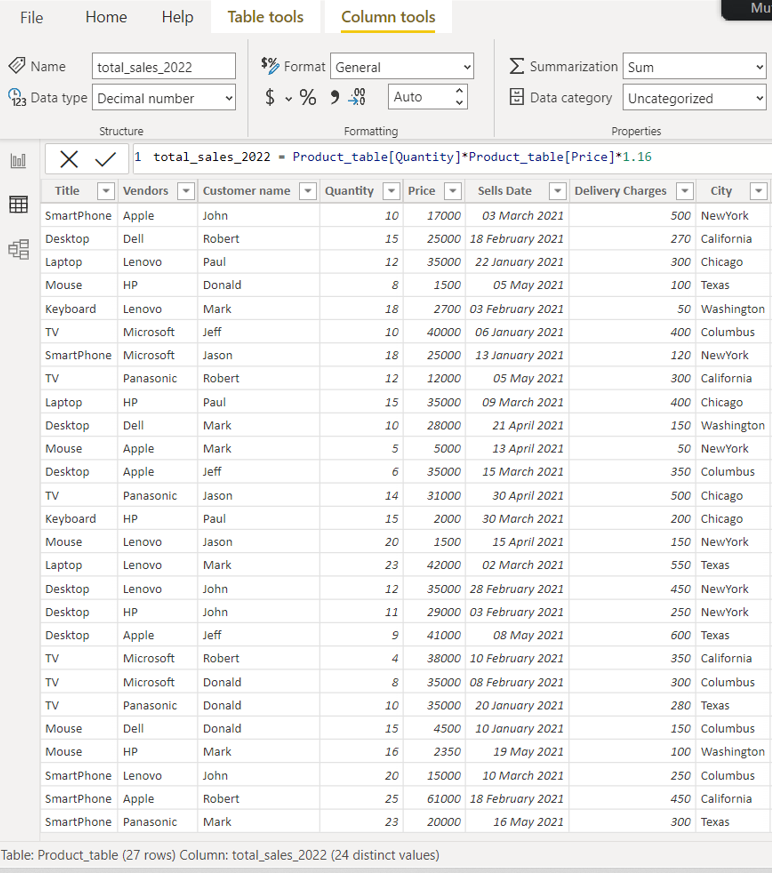 File Home Help Table tools Column tools Mu
Name total_sales_2022 $% Format General Summarization Sum
Data type Decimal number $ % Auto Data category Uncategorized
Structure Formatting Properties
1 total_sales_2022 = Product_table[Quantity]*Product_table[Price]*1.16
Title Vendors Customer name Quantity Price Sells Date Delivery Charges City
SmartPhone Apple John 10 17000 03 March 2021 500 NewYork
Desktop Dell Robert 15 25000 18 February 2021 270 California
Laptop Lenovo Paul 12 35000 22 January 2021 300 Chicago
Mouse HP Donald 8 1500 05 May 2021 100 Texas
Keyboard Lenovo Mark 18 2700 03 February 2021 50 Washington
TV Microsoft Jeff 10 40000 06 January 2021 400 Columbus
SmartPhone Microsoft Jason 18 25000 13 January 2021 120 NewYork
TV Panasonic Robert 12 12000 05 May 2021 300 California
Laptop HP Paul 15 35000 09 March 2021 400 Chicago
Desktop Dell Mark 10 28000 21 April 2021 150 Washington
Mouse Apple Mark 5 5000 13 April 2021 50 NewYork
Desktop Apple Jeff 6 35000 15 March 2021 350 Columbus
TV Panasonic Jason 14 31000 30 April 2021 500 Chicago
Keyboard HP Paul 15 2000 30 March 2021 200 Chicago
Mouse Lenovo Jason 20 1500 15 April 2021 150 NewYork
Laptop Lenovo Mark 23 42000 02 March 2021 550 Texas
Desktop Lenovo John 12 35000 28 February 2021 450 NewYork
Desktop HP John 11 29000 03 February 2021 250 NewYork
Desktop Apple Jeff 9 41000 08 May 2021 600 Texas
TV Microsoft Robert 4 38000 10 February 2021 350 California
TV Microsoft Donald 8 35000 08 February 2021 300 Columbus
TV Panasonic Donald 10 35000 20 January 2021 280 Texas
Mouse Dell Donald 15 4500 10 January 2021 150 Columbus
Mouse HP Mark 16 2350 19 May 2021 100 Washington
SmartPhone Lenovo John 20 15000 10 March 2021 250 Columbus
SmartPhone Apple Robert 25 61000 18 February 2021 450 California
SmartPhone Panasonic Mark 23 20000 16 May 2021 300 Texas
Table: Product_table (27 rows) Column: total_sales_2022 (24 distinct values)